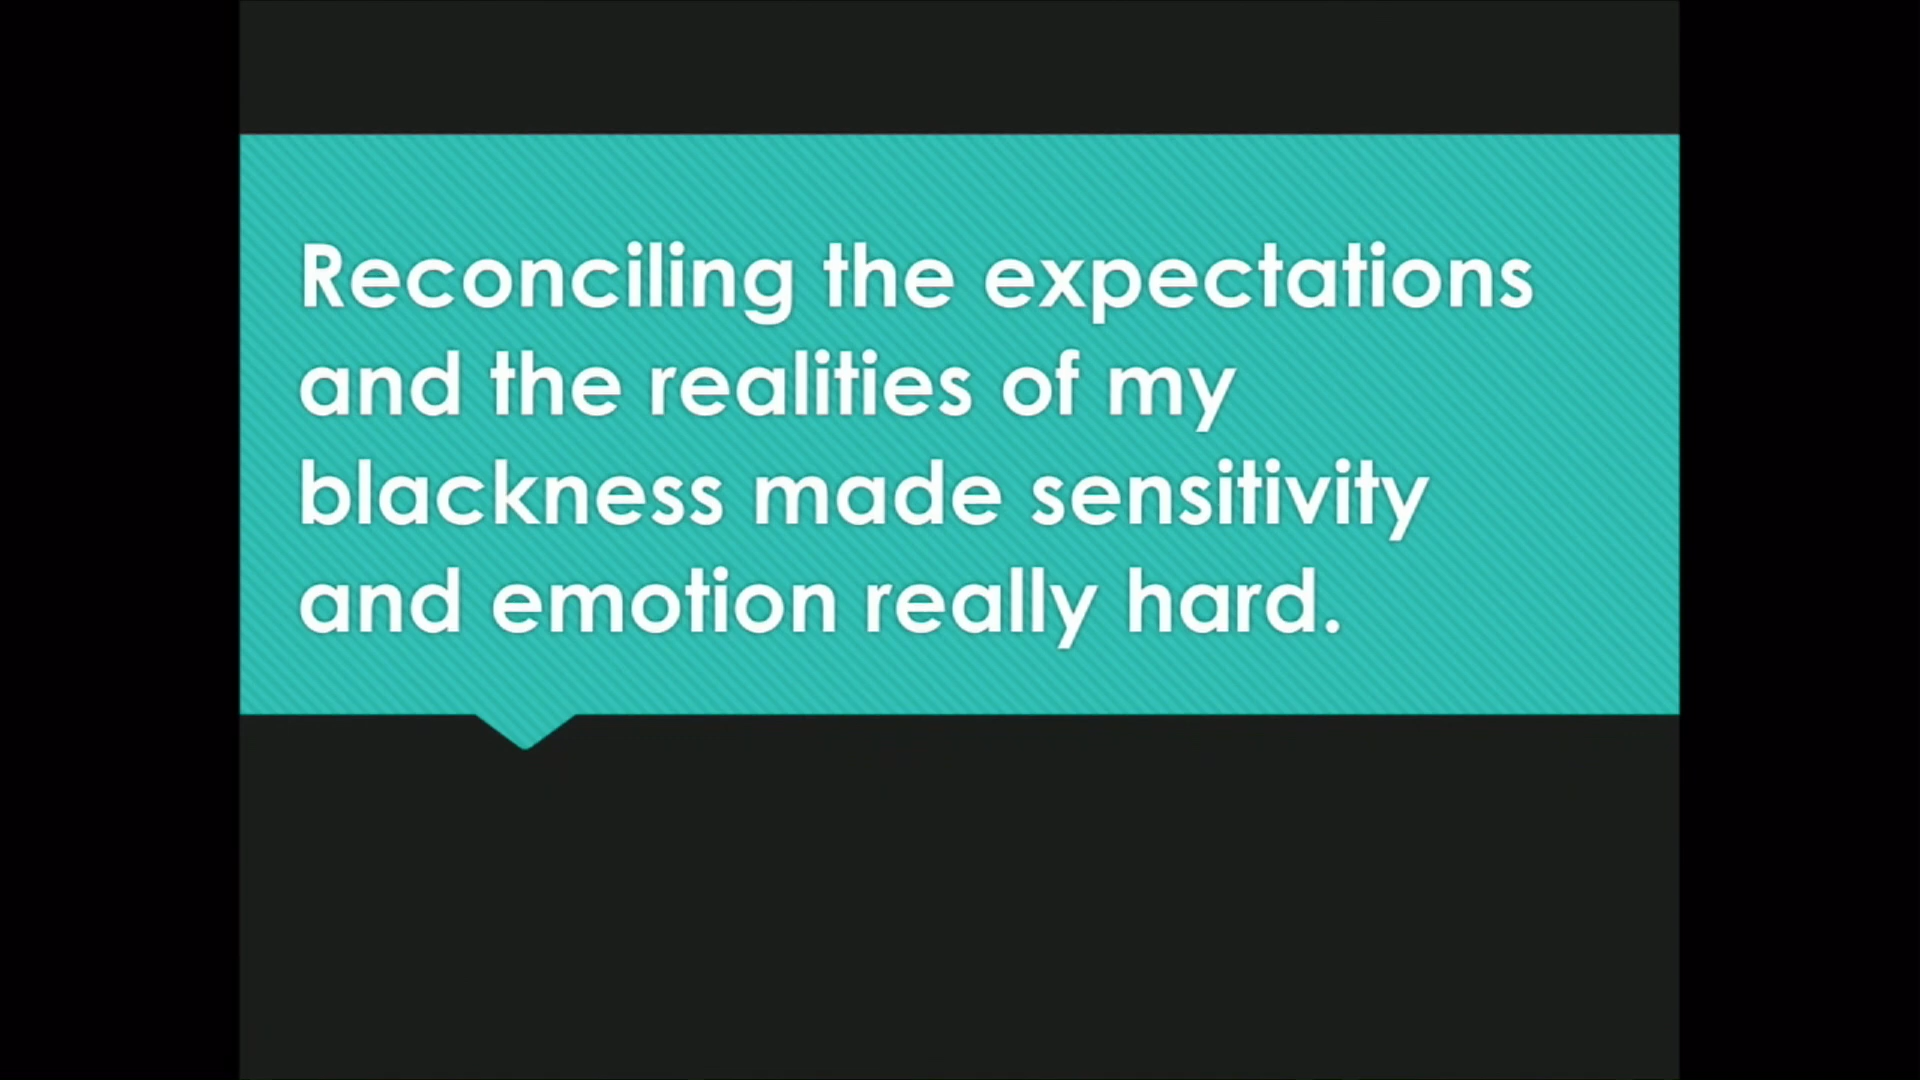 Reconciling the expectations
and the realities of my
blackness made sensitivity
and emotion really hard.